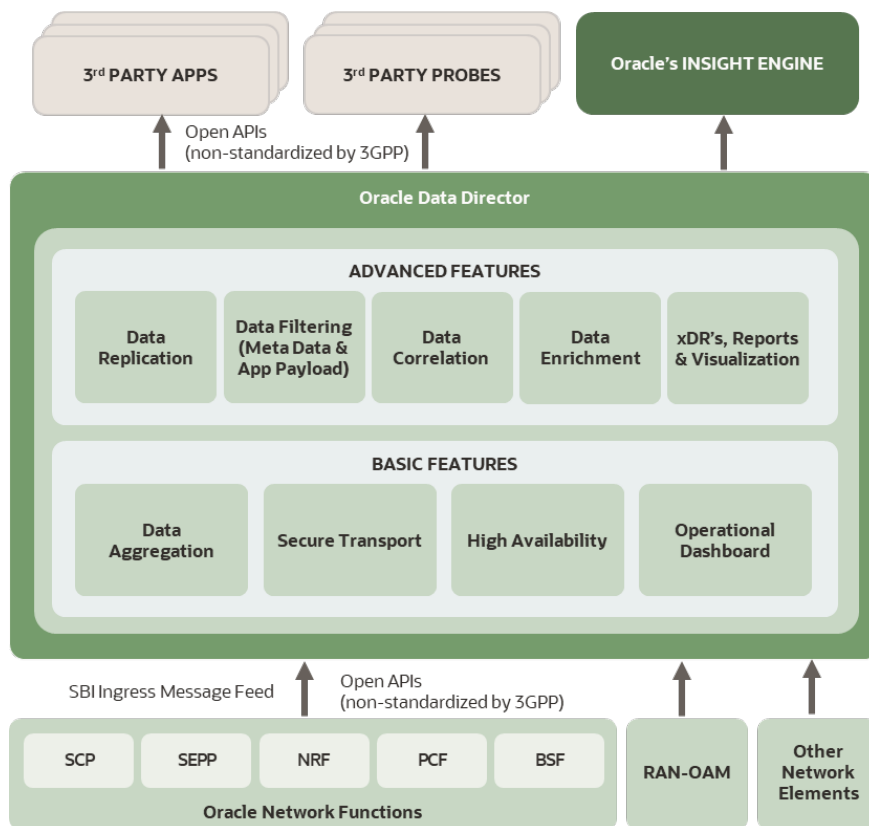 3rd PARTY APPS
3rd PARTY PROBES
Oracle's INSIGHT ENGINE
Open APIs
(non-standardized by 3GPP)
Oracle Data Director
ADVANCED FEATURES
Data
Replication
Data Filtering
(Meta Data &
App Payload)
Data
Correlation
Data
Enrichment
xDR's, Reports
& Visualization
BASIC FEATURES
Data
Aggregation
Secure Transport
High Availability
Operational
Dashboard
SBI Ingress Message Feed
Open APIs
(non-standardized by 3GPP)
SCP
SEPP
NRF
PCF
BSF
Oracle Network Functions
RAN-OAM
Other
Network
Elements